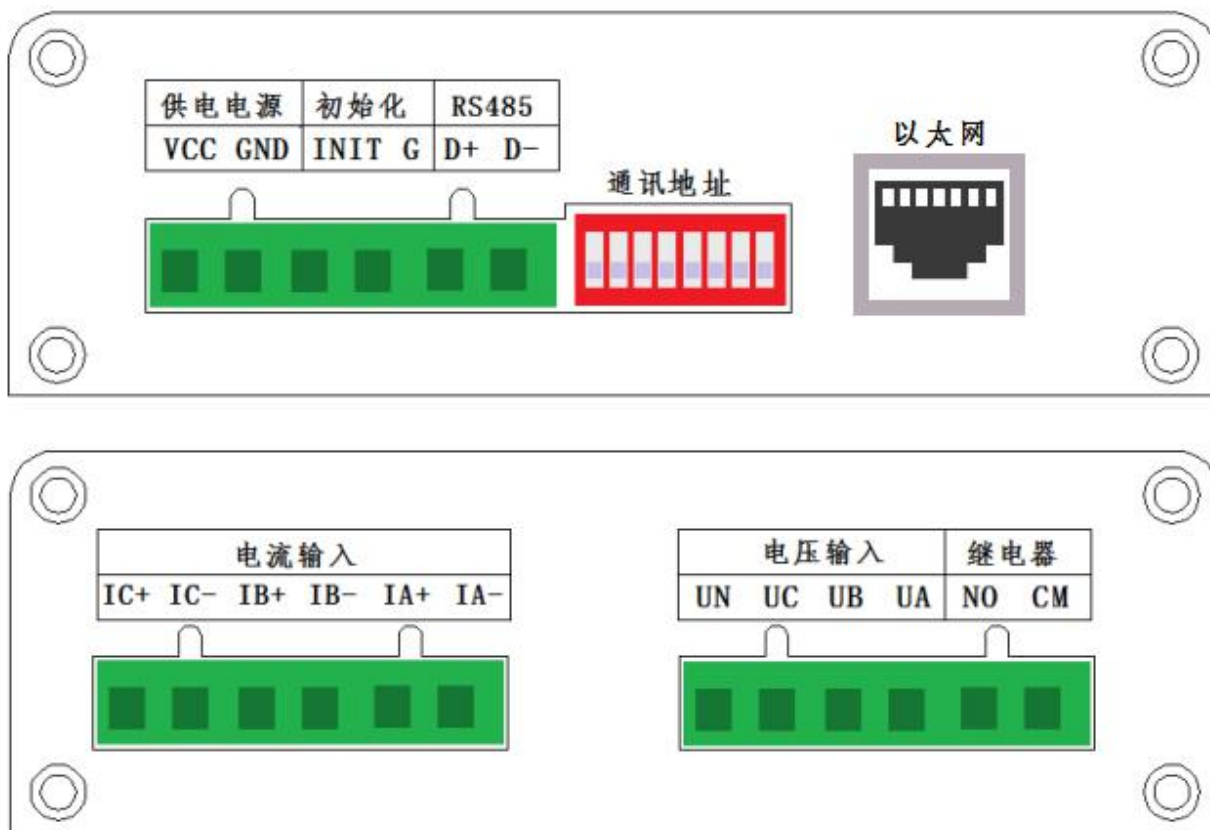 供电电源 初始化 RS485
VCC GND INIT G D+ D-
通讯地址
以太网
电流输入
IC+ IC- IB+ IB- IA+ IA-
电压输入 继电器
UN UC UB UA NO CM